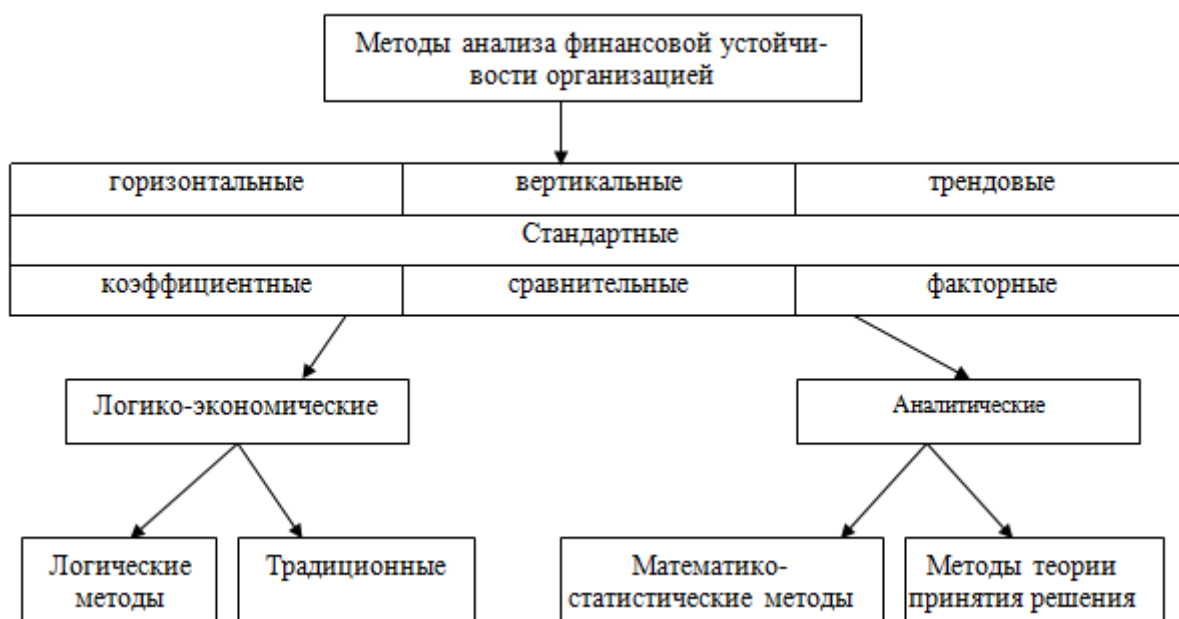 Методы анализа финансовой устойчи-
вости организацией
горизонтальные вертикальные трендовые
Стандартные
коэффициентные сравнительные факторные
Логико-экономические Аналитические
Логические методы
Традиционные
Математико-
статистические методы
Методы теории
принятия решения